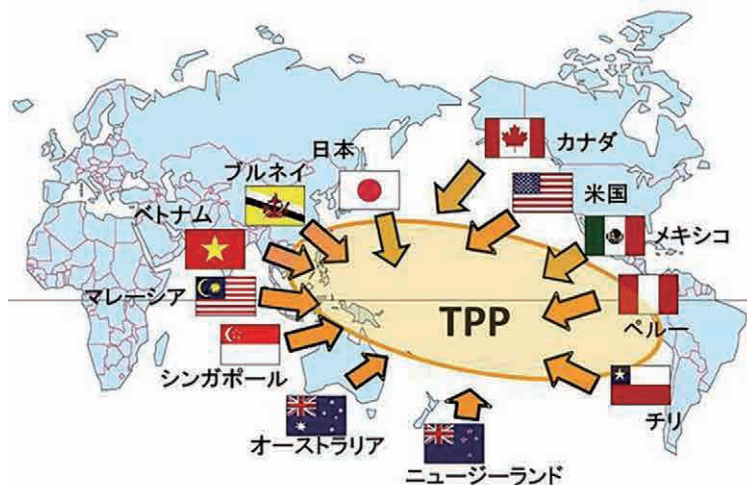 カナダ
日本
ブルネイ
米国
ベトナム
メキシコ
マレーシア
TPP
ペルー
シンガポール
チリ
オーストラリア
ニュージーランド